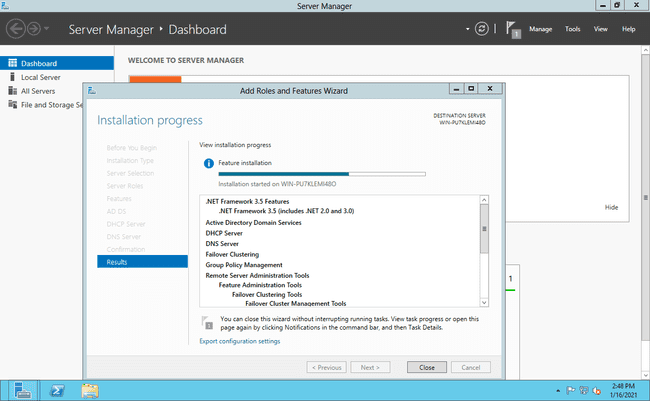 Server Manager
Server Manager • Dashboard
Manage Tools View Help
1
Dashboard
Local Server
All Servers
File and Storage Se
WELCOME TO SERVER MANAGER
Add Roles and Features Wizard
Installation progress
DESTINATION SERVER
WIN-PU7KLEMI48O
Before You Begin
Installation Type
Server Selection
Server Roles
Features
AD DS
DHCP Server
DNS Server
Confirmation
Results
View installation progress
Feature installation
Installation started on WIN-PU7KLEMI48O
.NET Framework 3.5 Features
.NET Framework 3.5 (includes .NET 2.0 and 3.0)
Active Directory Domain Services
DHCP Server
DNS Server
Failover Clustering
Group Policy Management
Remote Server Administration Tools
Feature Administration Tools
Failover Clustering Tools
Failover Cluster Management Tools
1
You can close this wizard without interrupting running tasks. View task progress or open this
page again by clicking Notifications in the command bar, and then Task Details.
Export configuration settings
< Previous Next > Close Cancel
Hide
1
2:48 PM
1/16/2021